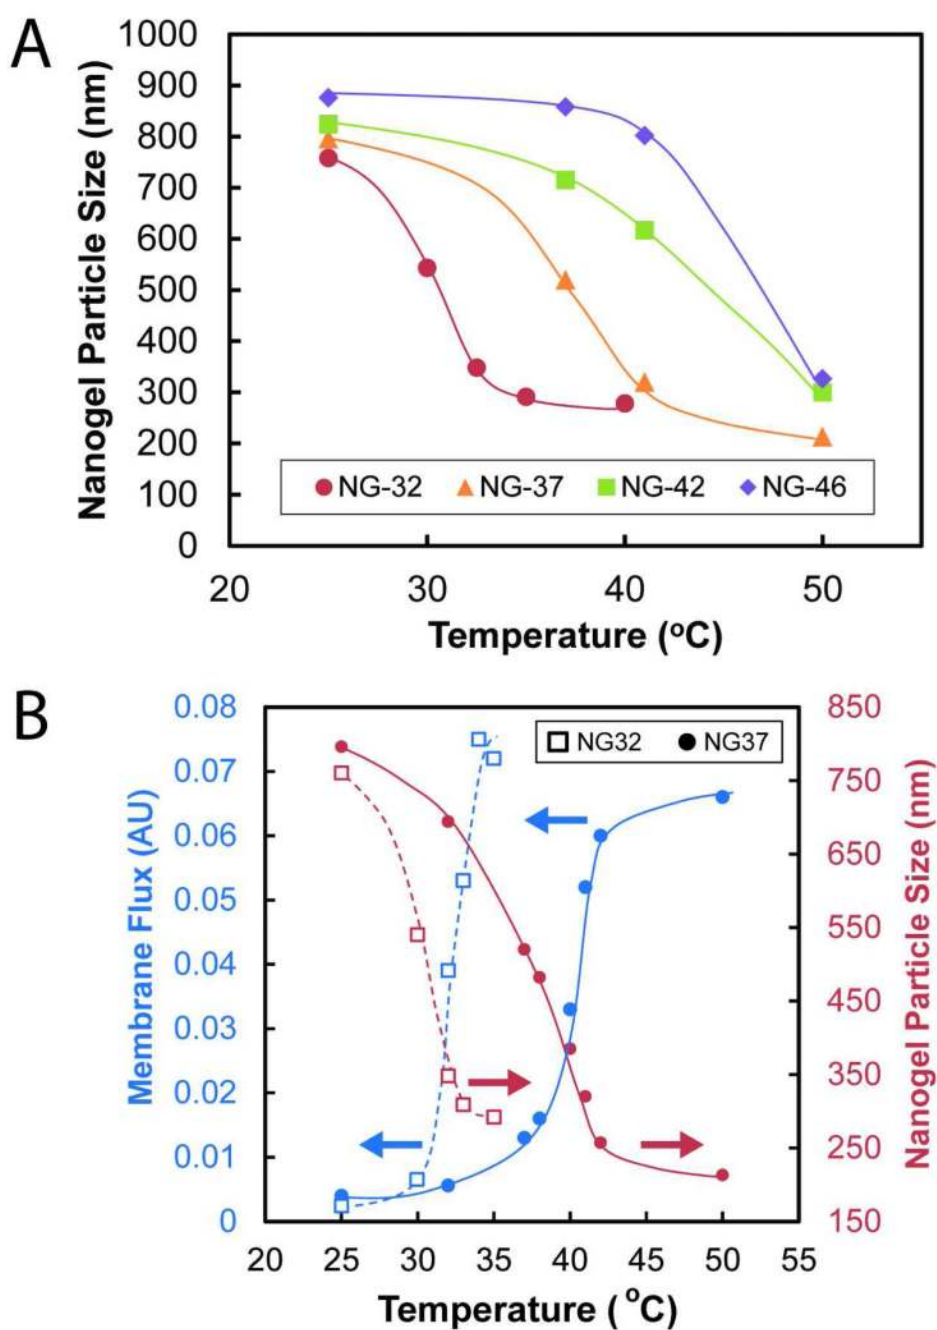 A
Nanogel Particle Size (nm)
1000
900
800
700
600
500
400
300
200
100
0
NG-32 NG-37 NG-42 NG-46
20 30 40 50
Temperature (ºC)
B
Membrane Flux (AU)
0.08
0.07
0.06
0.05
0.04
0.03
0.02
0.01
0
NG32 NG37
850
750
650
550
450
350
250
150
Nanogel Particle Size (nm)
20 25 30 35 40 45 50 55
Temperature ( ºC)